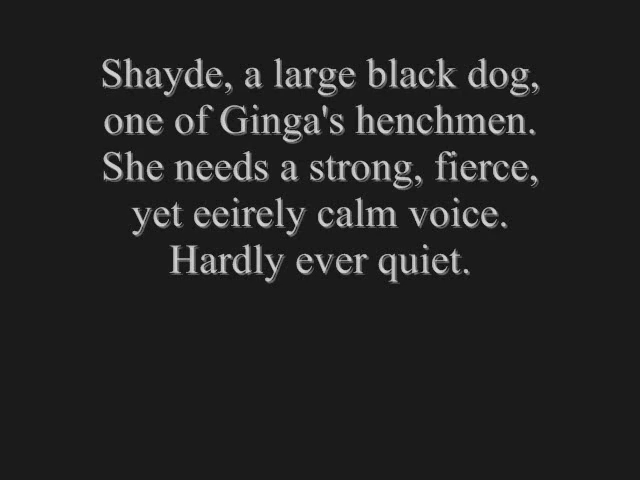 Shayde, a large black dog,
one of Ginga's henchmen.
She needs a strong, fierce,
yet eeirely calm voice.
Hardly ever quiet.